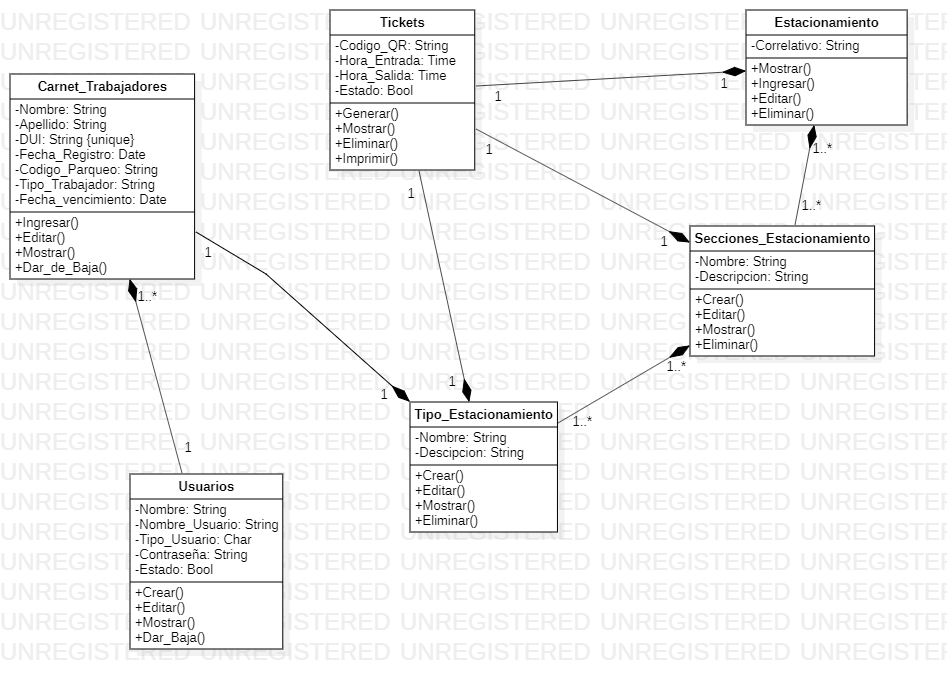 Tickets
-Codigo_QR: String
-Hora_Entrada: Time
-Hora_Salida: Time
-Estado: Bool
+Generar()
+Mostrar()
+Eliminar()
+Imprimir()
Estacionamiento
-Correlativo: String
+Mostrar()
+Ingresar()
+Editar()
+Eliminar()
Carnet_Trabajadores
-Nombre: String
-Apellido: String
-DUI: String {unique}
-Fecha_Registro: Date
-Codigo_Parqueo: String
-Tipo_Trabajador: String
-Fecha_vencimiento: Date
+Ingresar()
+Editar()
+Mostrar()
+Dar_de_Baja()
1
1
1
1
1
1
1..*
1..*
Secciones_Estacionamiento
-Nombre: String
-Descripcion: String
+Crear()
+Editar()
+Mostrar()
+Eliminar()
1
1
1..*
1
1..*
1..*
Tipo_Estacionamiento
-Nombre: String
-Descipcion: String
+Crear()
+Editar()
+Mostrar()
+Eliminar()
Usuarios
-Nombre: String
-Nombre_Usuario: String
-Tipo_Usuario: Char
-Contraseña: String
-Estado: Bool
+Crear()
+Editar()
+Mostrar()
+Dar_Baja()
UNREGISTERED